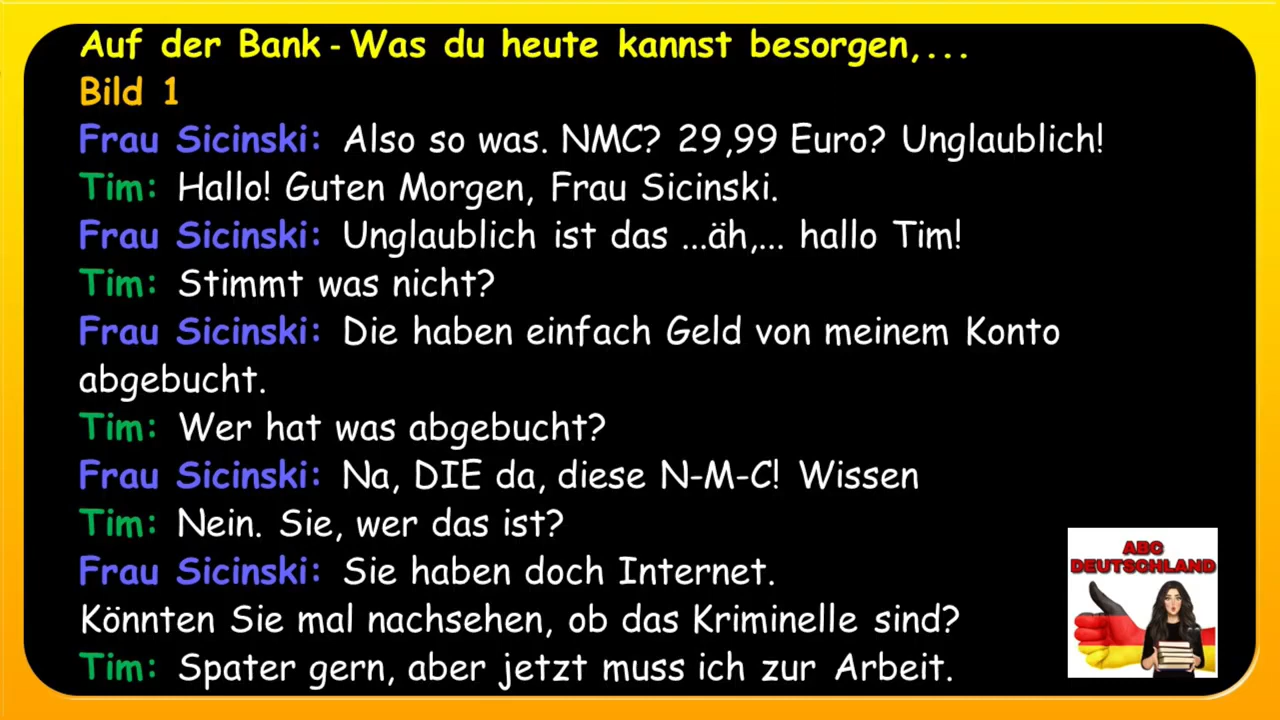 Auf der Bank - Was du heute kannst besorgen,...
Bild 1
Frau Sicinski: Also so was. NMC? 29,99 Euro? Unglaublich!
Tim: Hallo! Guten Morgen, Frau Sicinski.
Frau Sicinski: Unglaublich ist das ...äh,... hallo Tim!
Tim: Stimmt was nicht?
Frau Sicinski: Die haben einfach Geld von meinem Konto
abgebucht.
Tim: Wer hat was abgebucht?
Frau Sicinski: Na, DIE da, diese N-M-C! Wissen
Tim: Nein. Sie, wer das ist?
Frau Sicinski: Sie haben doch Internet.
Könnten Sie mal nachsehen, ob das Kriminelle sind?
Tim: Spater gern, aber jetzt muss ich zur Arbeit.
ABC
DEUTSCHLAND